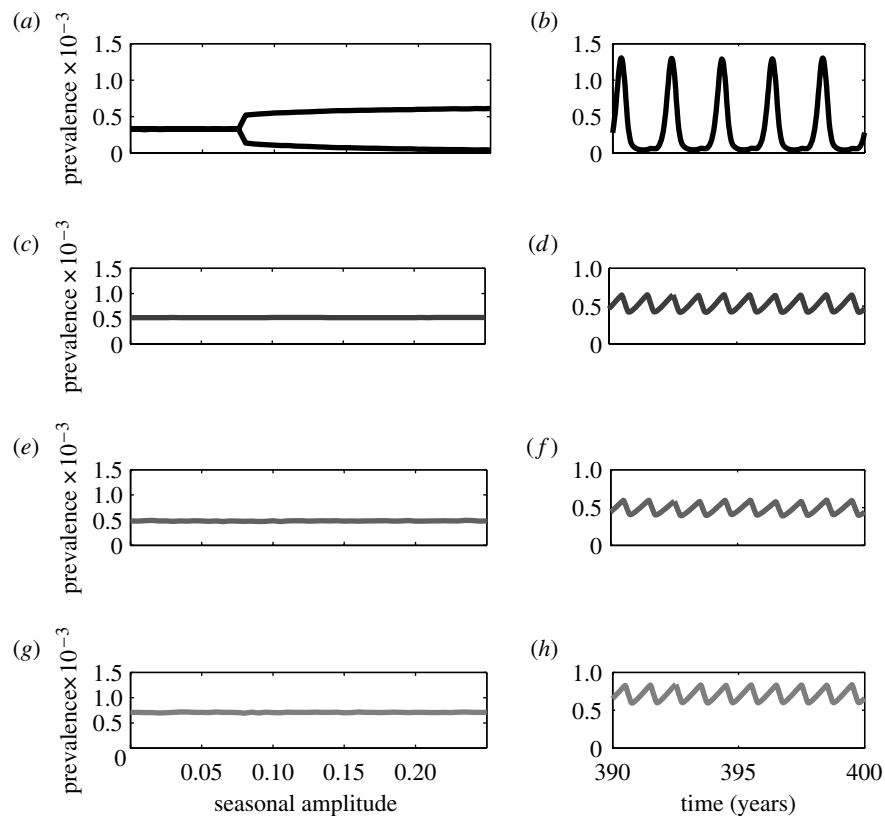 (a)
(b)
prevalence ×10⁻³
1.5
1.0
0.5
0
1.5
1.0
0.5
0
(c)
(d)
prevalence ×10⁻³
1.5
1.0
0.5
0
1.0
0.5
0
(e)
(f)
prevalence ×10⁻³
1.5
1.0
0.5
0
1.0
0.5
0
(g)
(h)
prevalence×10⁻³
1.5
1.0
0.5
0
0.05
0.10
0.15
0.20
seasonal amplitude
1.0
0.5
0
390
395
400
time (years)